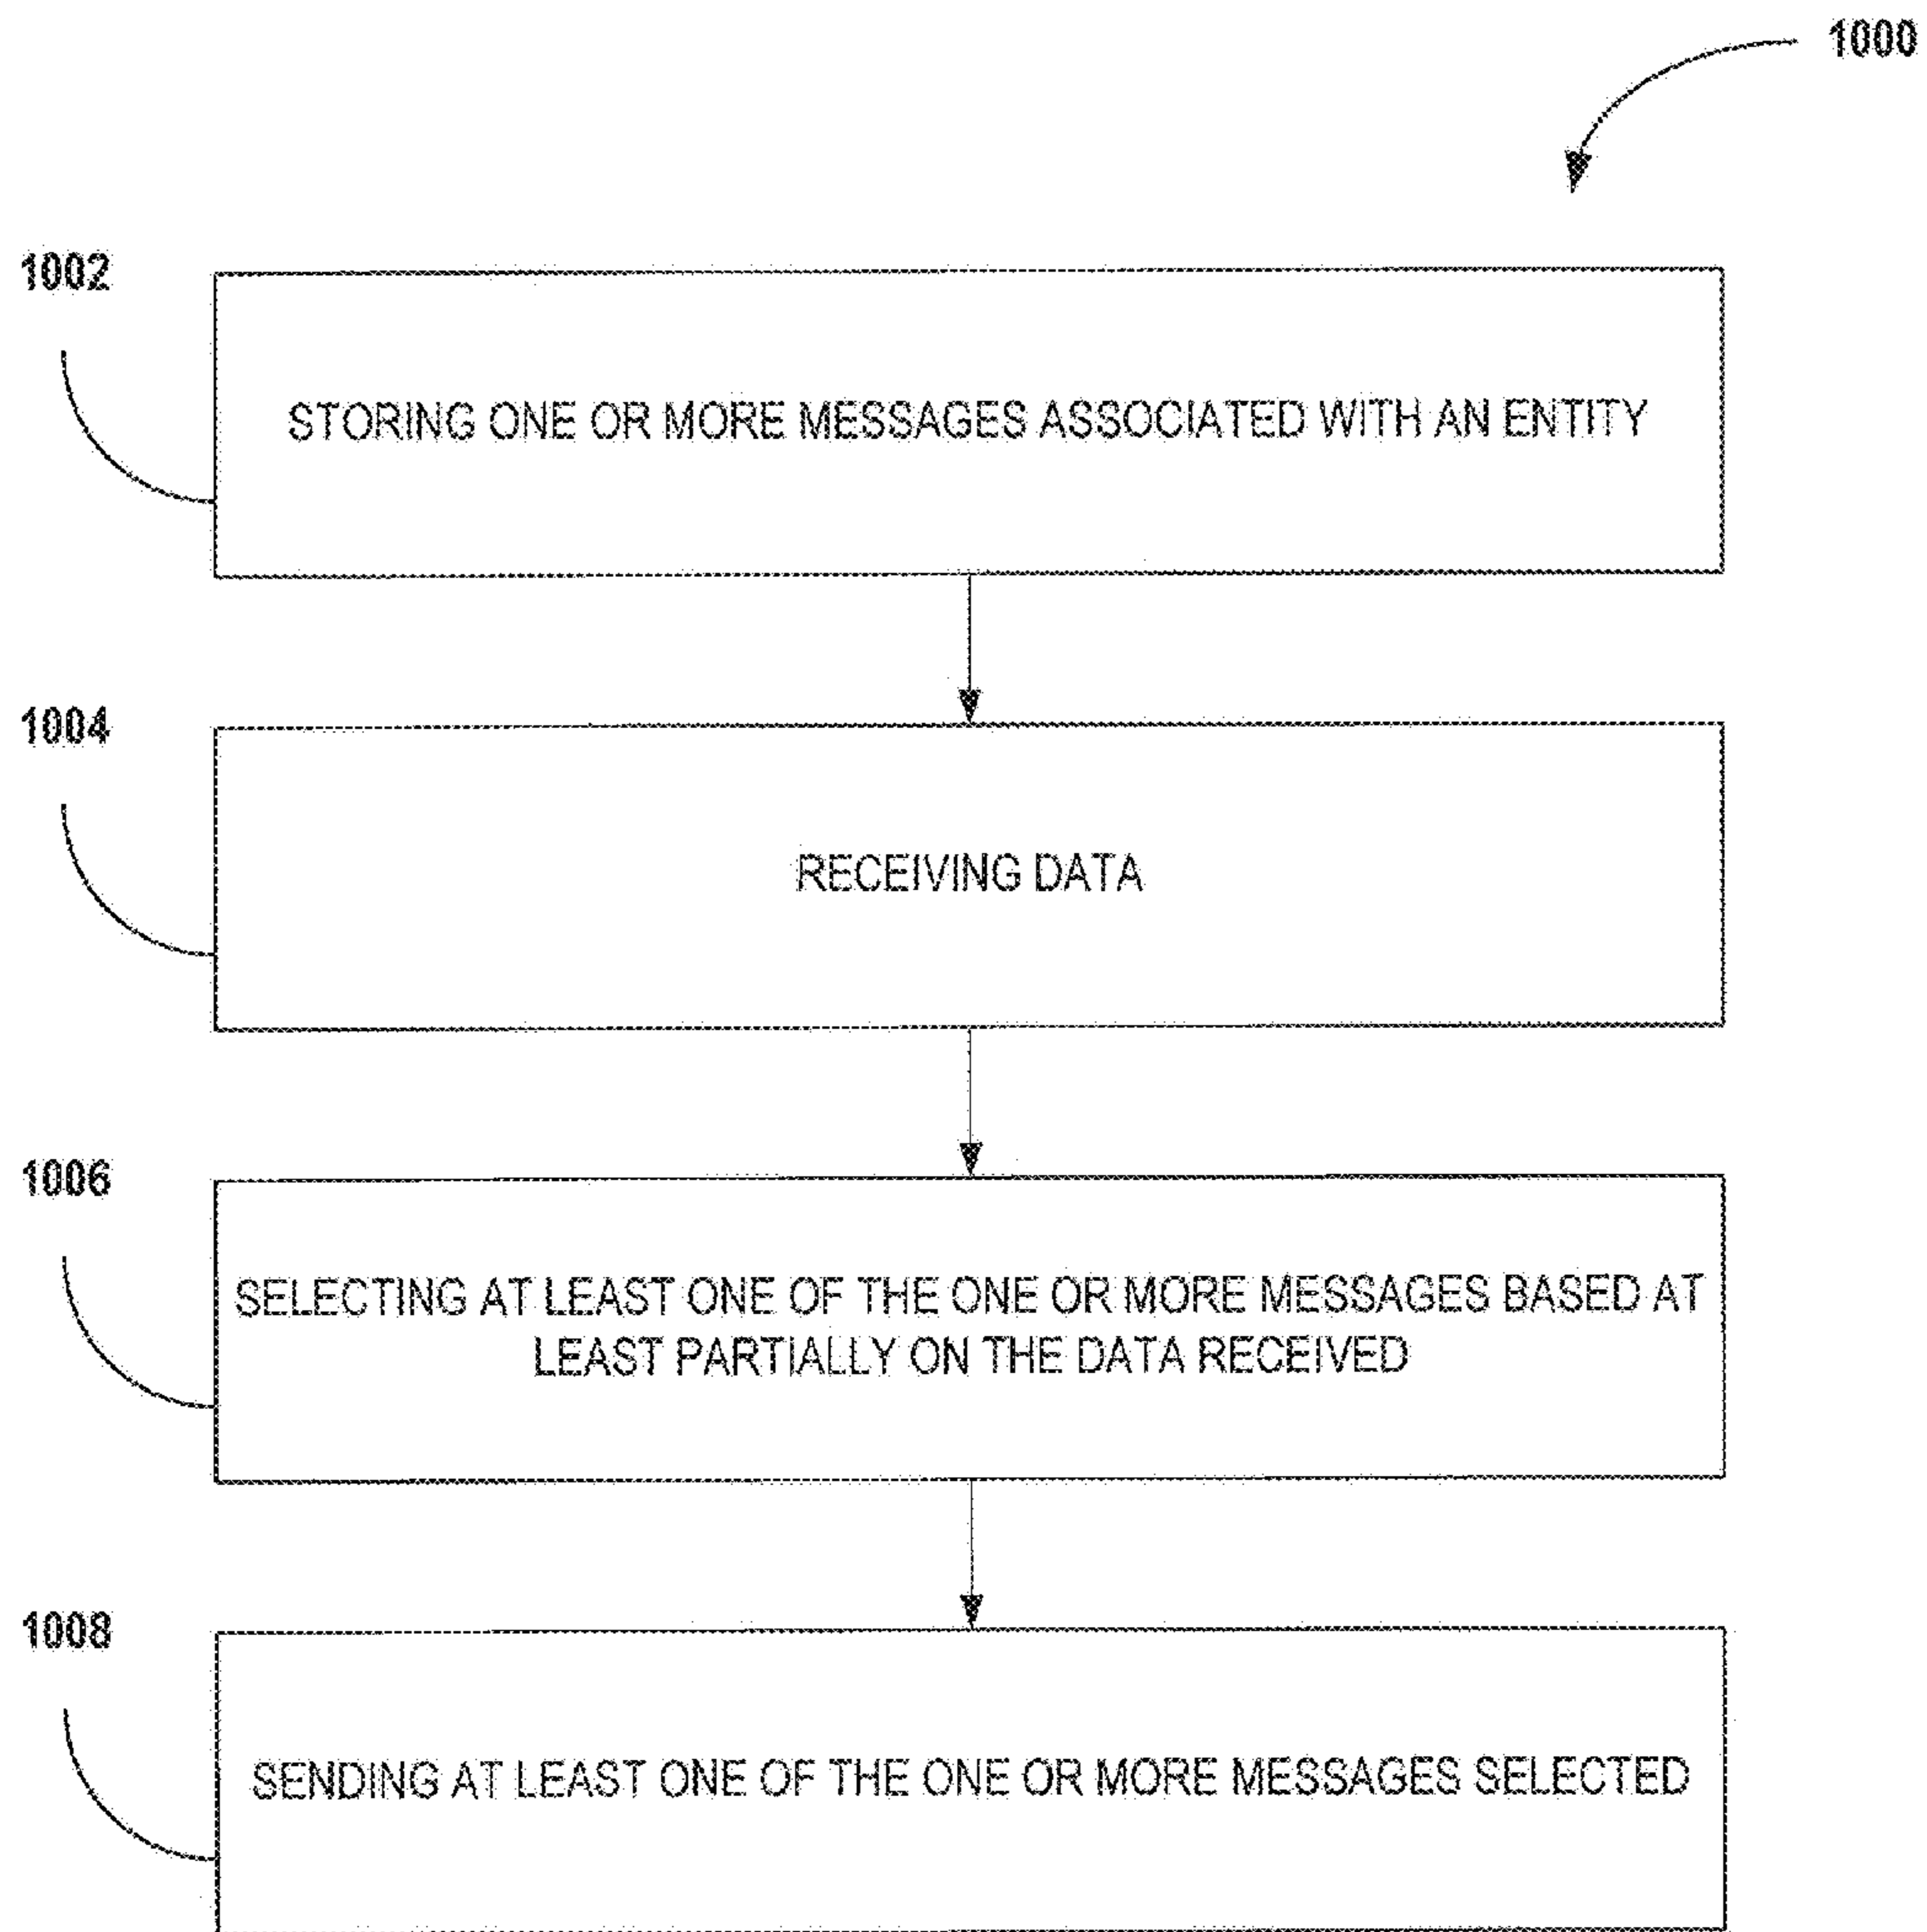 1000
1002
STORING ONE OR MORE MESSAGES ASSOCIATED WITH AN ENTITY
1004
RECEIVING DATA
1006
SELECTING AT LEAST ONE OF THE ONE OR MORE MESSAGES BASED AT
LEAST PARTIALLY ON THE DATA RECEIVED
1008
SENDING AT LEAST ONE OF THE ONE OR MORE MESSAGES SELECTED